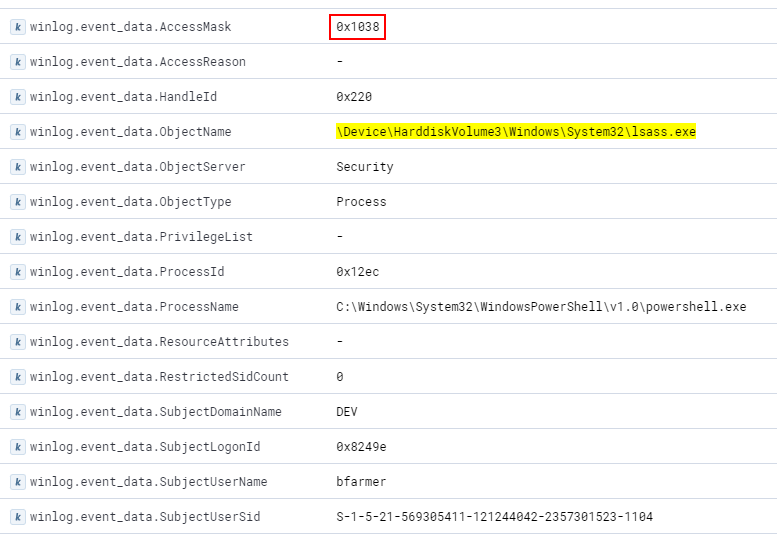 k winlog.event_data.AccessMask 0x1038
k winlog.event_data.AccessReason -
k winlog.event_data.HandleId 0x220
k winlog.event_data.ObjectName \Device\HarddiskVolume3\Windows\System32\lsass.exe
k winlog.event_data.ObjectServer Security
k winlog.event_data.ObjectType Process
k winlog.event_data.PrivilegeList -
k winlog.event_data.ProcessId 0x12ec
k winlog.event_data.ProcessName C:\Windows\System32\WindowsPowerShell\v1.0\powershell.exe
k winlog.event_data.ResourceAttributes -
k winlog.event_data.RestrictedSidCount 0
k winlog.event_data.SubjectDomainName DEV
k winlog.event_data.SubjectLogonId 0x8249e
k winlog.event_data.SubjectUserName bfarmer
k winlog.event_data.SubjectUserSid S-1-5-21-569305411-121244042-2357301523-1104